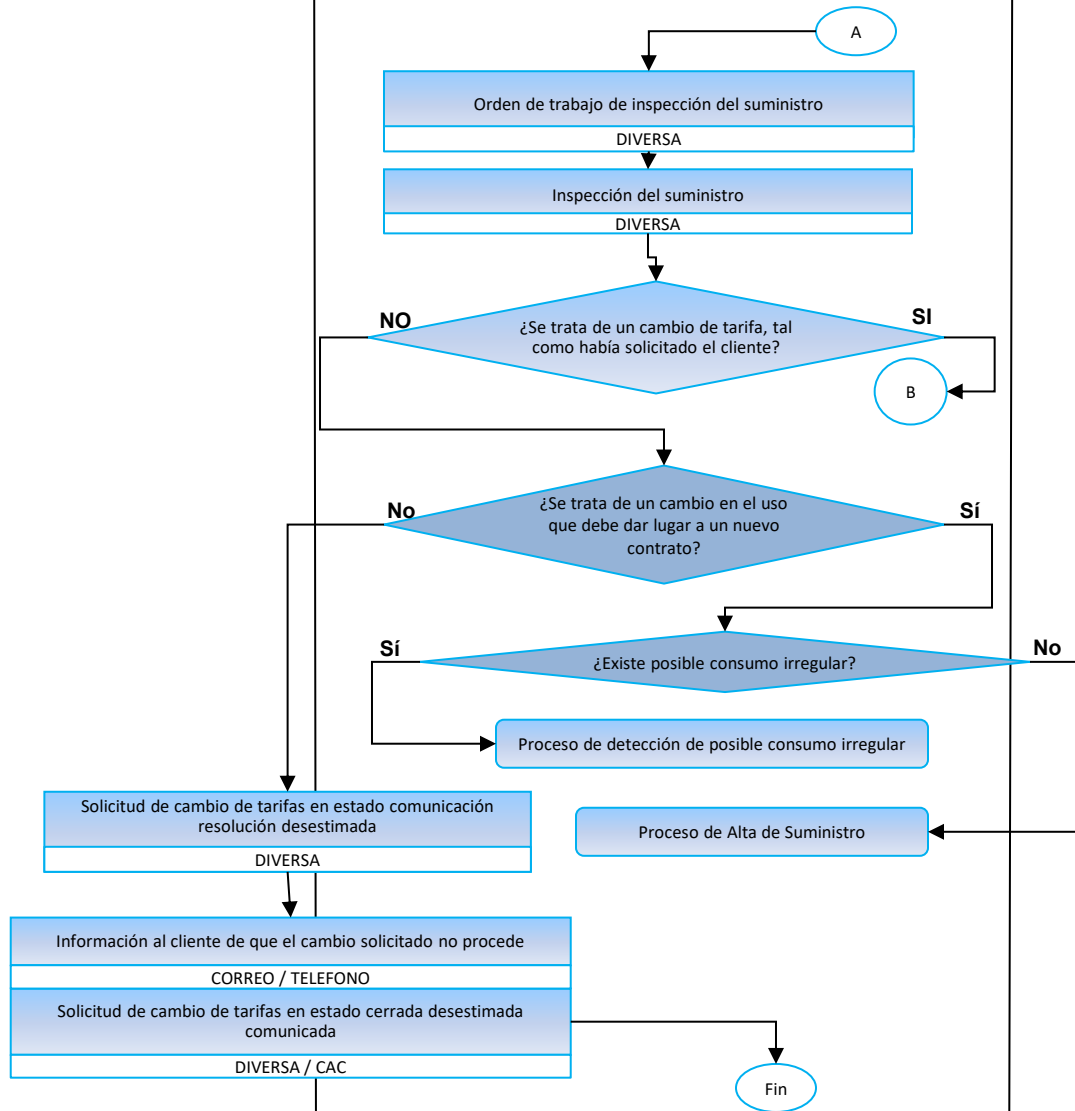 A
Orden de trabajo de inspección del suministro
DIVERSA
Inspección del suministro
DIVERSA
NO
¿Se trata de un cambio de tarifa, tal
como había solicitado el cliente?
SI
B
No
¿Se trata de un cambio en el uso
que debe dar lugar a un nuevo
contrato?
Sí
Sí
¿Existe posible consumo irregular?
No
Proceso de detección de posible consumo irregular
Solicitud de cambio de tarifas en estado comunicación
resolución desestimada
DIVERSA
Proceso de Alta de Suministro
Información al cliente de que el cambio solicitado no procede
CORREO / TELEFONO
Solicitud de cambio de tarifas en estado cerrada desestimada
comunicada
DIVERSA / CAC
Fin